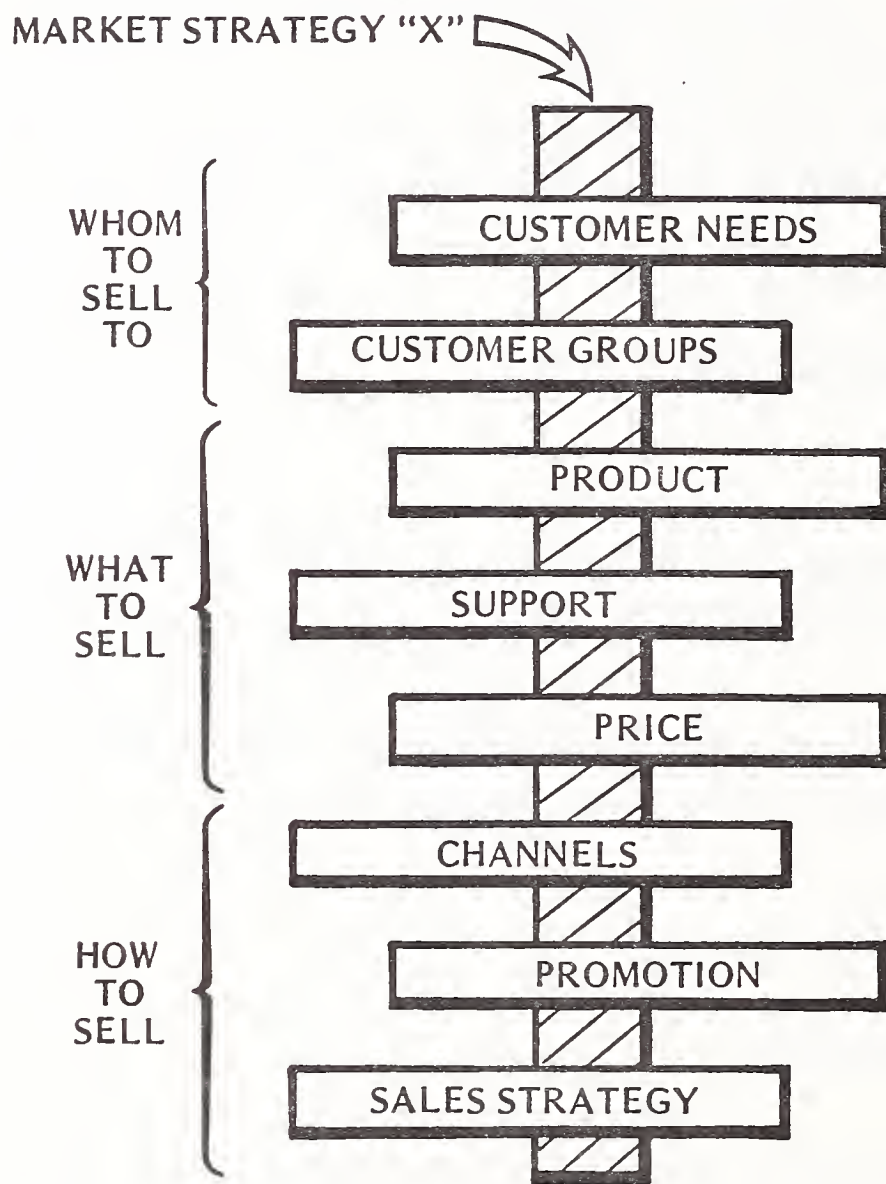 MARKET STRATEGY “X”
WHOM
TO
SELL
TO
CUSTOMER NEEDS
CUSTOMER GROUPS
WHAT
TO
SELL
PRODUCT
SUPPORT
PRICE
HOW
TO
SELL
CHANNELS
PROMOTION
SALES STRATEGY